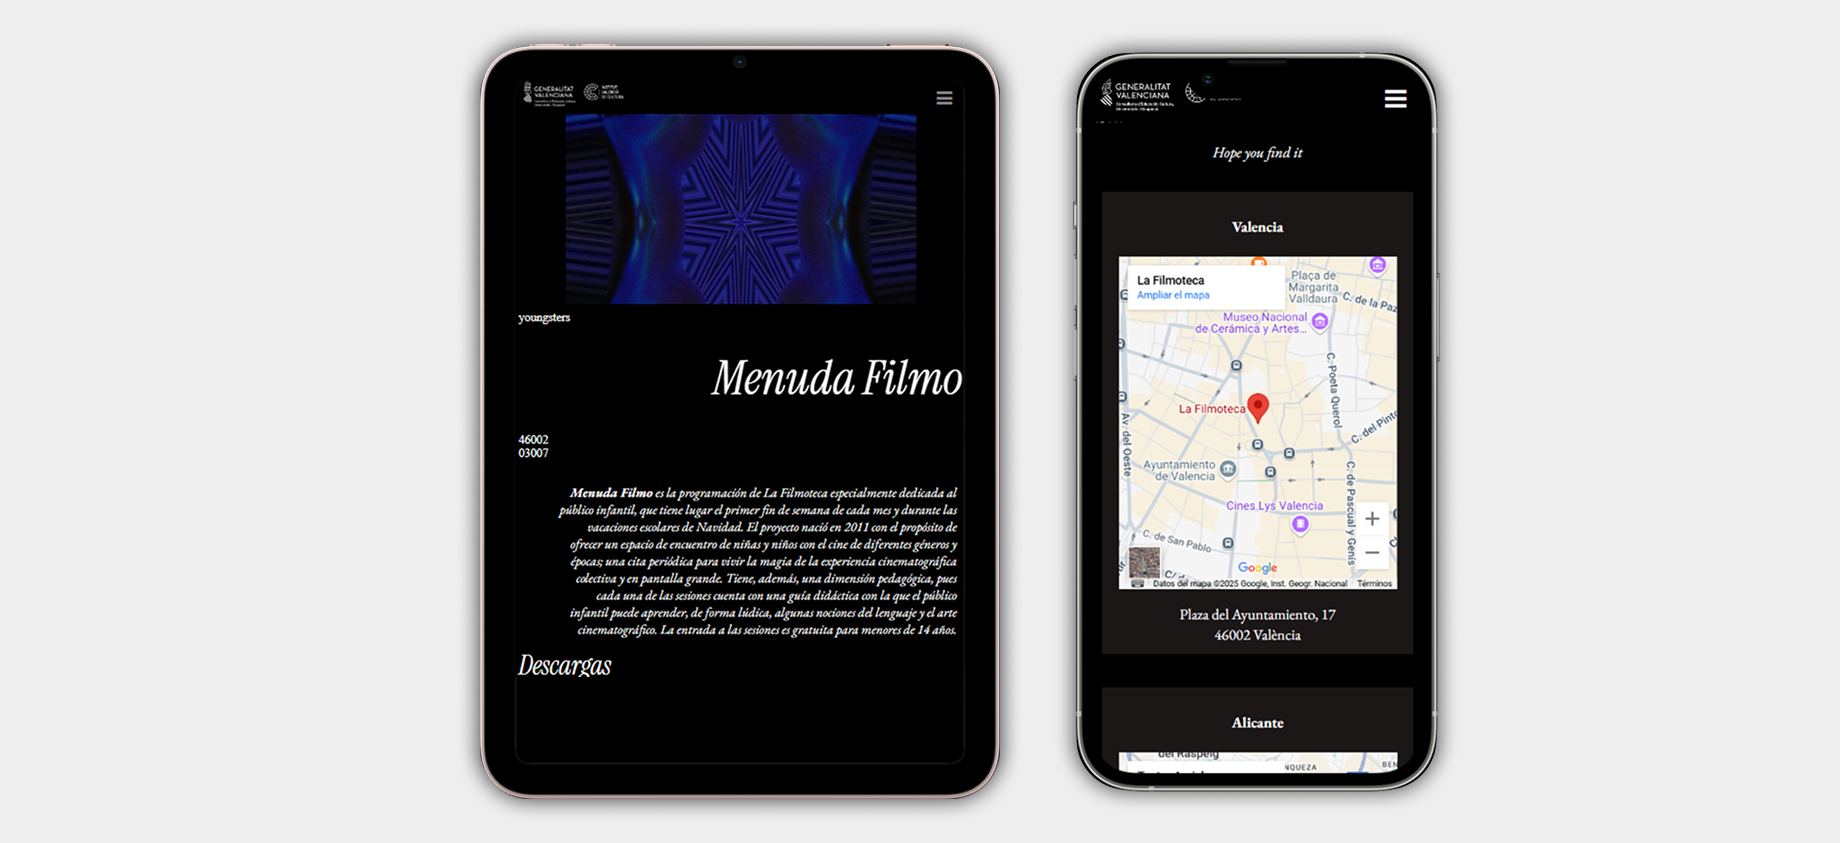 GENERALITAT
VALENCIANA
INSTITUT
VALENCIÀ
DE CULTURA
youngsters
Menuda Filmo
46002
03007
Menuda Filmo es la programación de La Filmoteca especialmente dedicada al
público infantil, que tiene lugar el primer fin de semana de cada mes y durante las
vacaciones escolares de Navidad. El proyecto nació en 2011 con el propósito de
ofrecer un espacio de encuentro de niñas y niños con el cine de diferentes géneros y
épocas; una cita periódica para vivir la magia de la experiencia cinematográfica
colectiva y en pantalla grande. Tiene, además, una dimensión pedagógica, pues
cada una de las sesiones cuenta con una guía didáctica con la que el público
infantil puede aprender, de forma lúdica, algunas nociones del lenguaje y el arte
cinematográfico. La entrada a las sesiones es gratuita para menores de 14 años.
Descargas
GENERALITAT
VALENCIANA
Hope you find it
Valencia
La Filmoteca
Ampliar el mapa
Plaça de
Margarita
Valldaura
C. de la Paz
Museo Nacional
de Cerámica y Artes...
C. Poeta Querol
La Filmoteca
C. del Pinto
Av. del Oeste
Ayuntamiento
de Valencia
C. de Pascual y Genís
Cines Lys Valencia
C. de San Pablo
Google
Datos del mapa ©2025 Google, Inst. Geogr. Nacional
Términos
Plaza del Ayuntamiento, 17
46002 València
Alicante
del Raspeig
NQUEZA
BEN